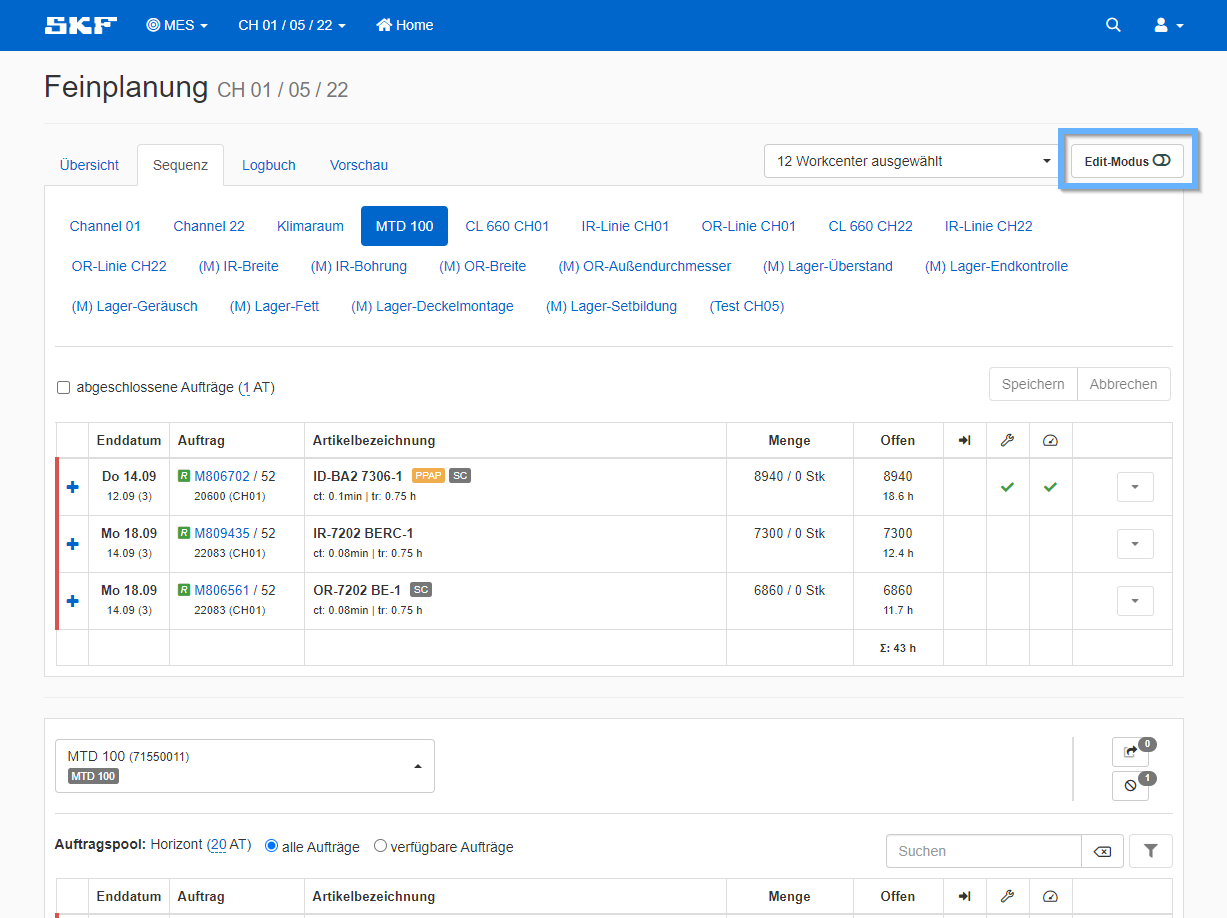 SKF MES CH 01 / 05 / 22 Home
Feinplanung CH 01 / 05 / 22
Übersicht Sequenz Logbuch Vorschau 12 Workcenter ausgewählt Edit-Modus
Channel 01 Channel 22 Klimaraum MTD 100 CL 660 CH01 IR-Linie CH01 OR-Linie CH01 CL 660 CH22 IR-Linie CH22
OR-Linie CH22 (M) IR-Breite (M) IR-Bohrung (M) OR-Breite (M) OR-Außendurchmesser (M) Lager-Überstand (M) Lager-Endkontrolle
(M) Lager-Geräusch (M) Lager-Fett (M) Lager-Deckelmontage (M) Lager-Setbildung (Test CH05)
abgeschlossene Aufträge (1 AT) Speichern Abbrechen
Enddatum Auftrag Artikelbezeichnung Menge Offen
Do 14.09 R M806702 / 52 ID-BA2 7306-1 PPAP SC 8940 / 0 Stk 8940
12.09 (3) 20600 (CH01) ct: 0.1min | tr: 0.75 h 18.6 h
Mo 18.09 R M809435 / 52 IR-7202 BERC-1 7300 / 0 Stk 7300
14.09 (3) 22083 (CH01) ct: 0.08min | tr: 0.75 h 12.4 h
Mo 18.09 R M806561 / 52 OR-7202 BE-1 SC 6860 / 0 Stk 6860
14.09 (3) 22083 (CH01) ct: 0.08min | tr: 0.75 h 11.7 h
Σ: 43 h
MTD 100 (71550011) 0
MTD 100 1
Auftragspool: Horizont (20 AT) alle Aufträge verfügbare Aufträge Suchen
Enddatum Auftrag Artikelbezeichnung Menge Offen